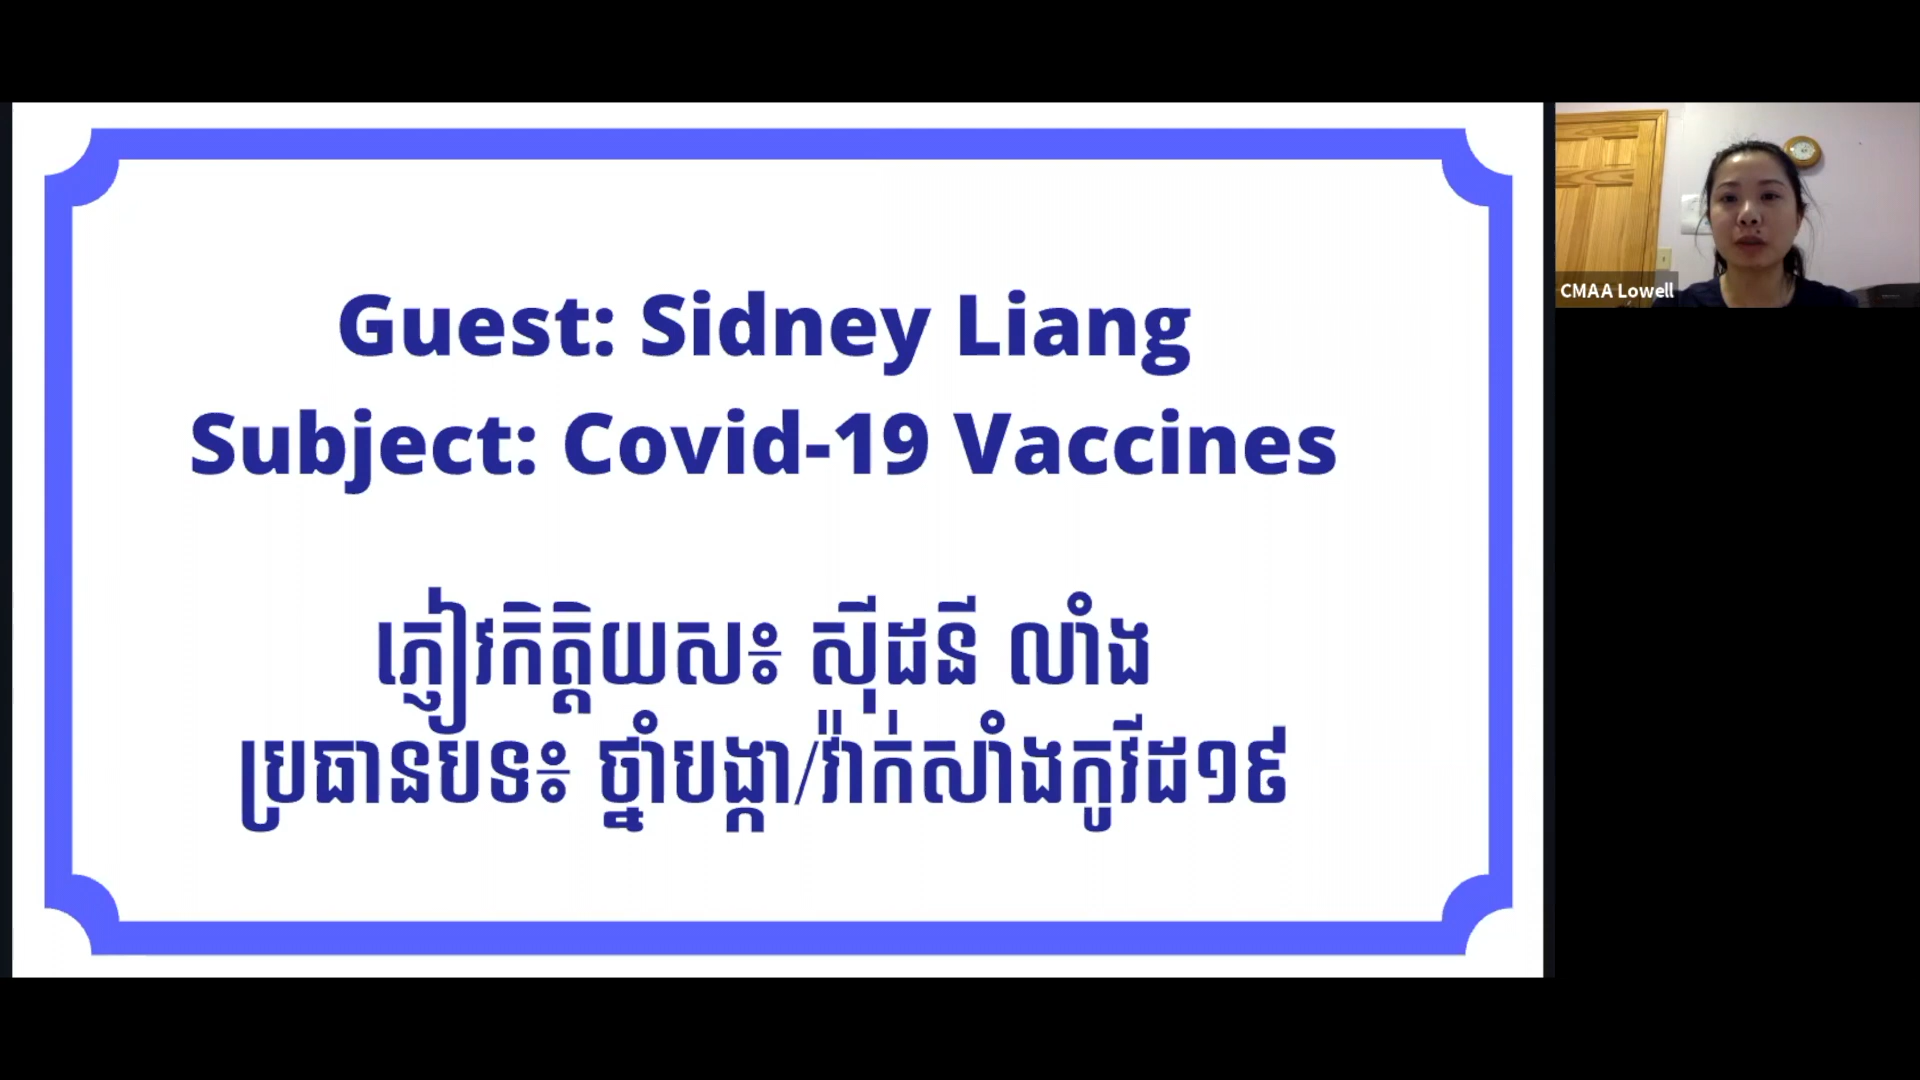 Guest: Sidney Liang
Subject: Covid-19 Vaccines
ភ្ញៀវកិត្តិយស៖ ស៊ីដនី លាំង
ប្រធានបទ៖ ថ្នាំបង្កា/វ៉ាក់សាំងកូវីដ១៩
CMAA Lowell